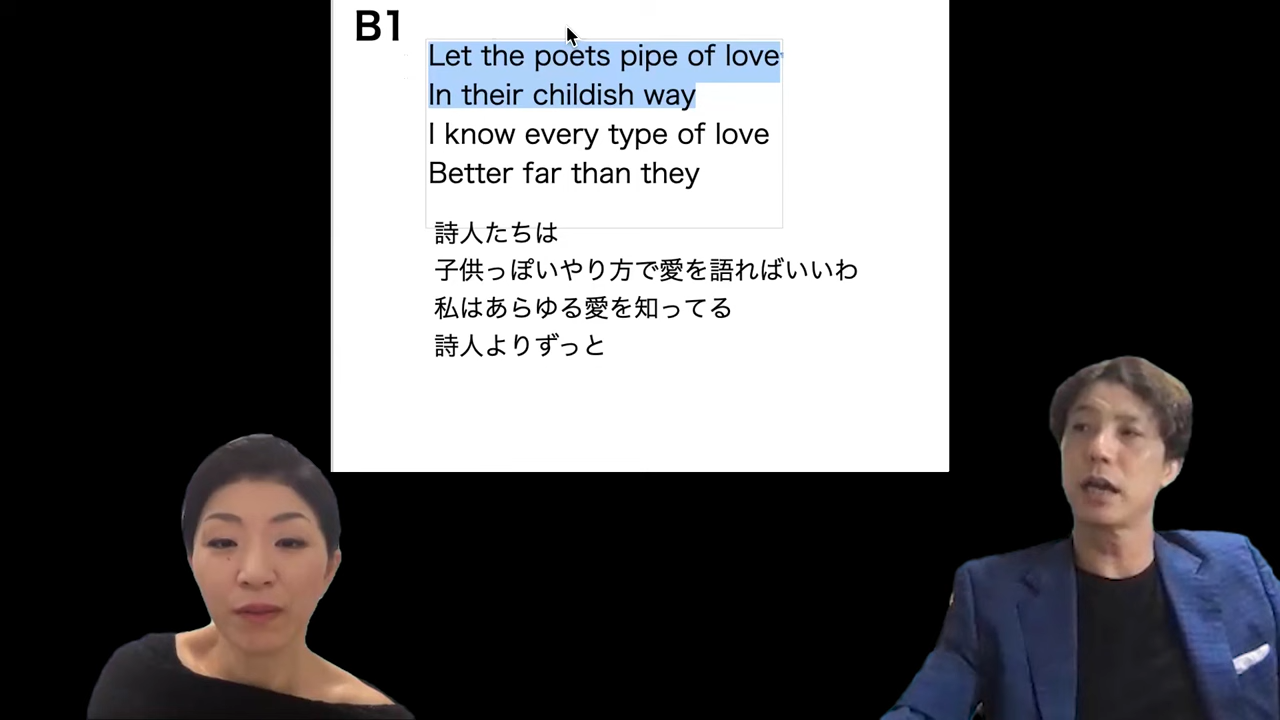 B1
Let the poets pipe of love
In their childish way
I know every type of love
Better far than they
詩人たちは
子供っぽいやり方で愛を語ればいいわ
私はあらゆる愛を知ってる
詩人よりずっと